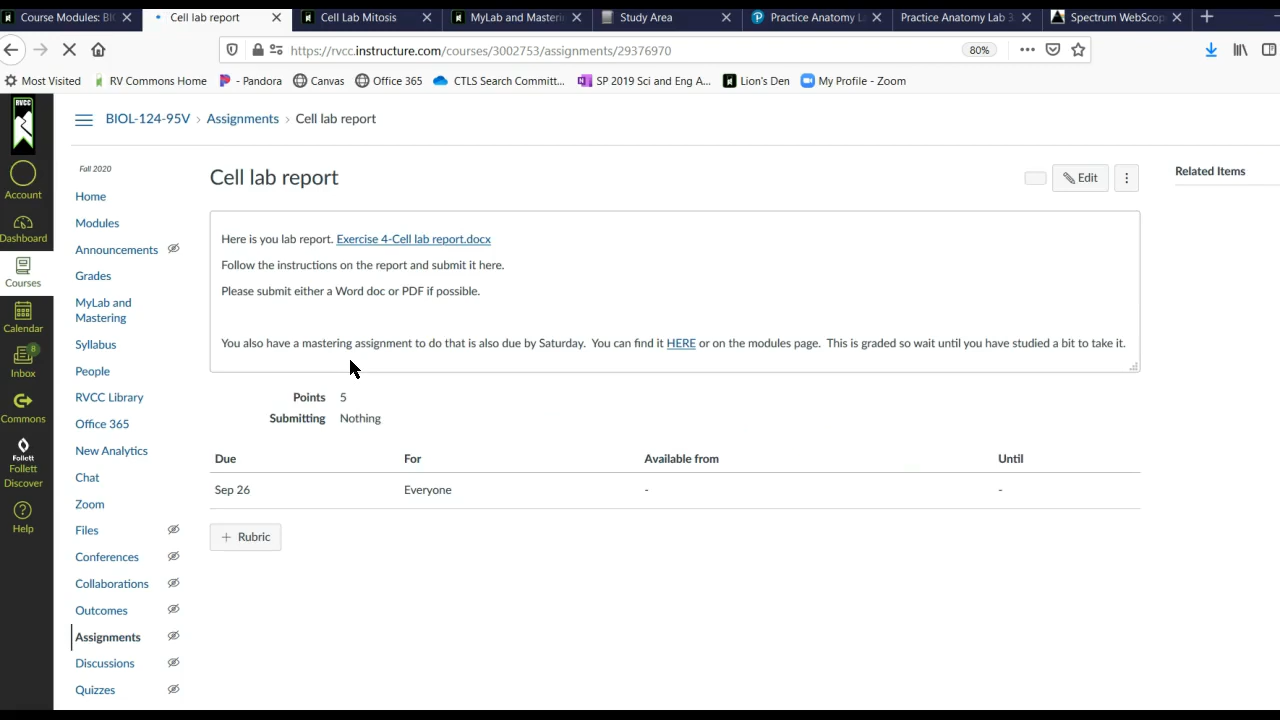 Course Modules: BI
Cell lab report
Cell Lab Mitosis
MyLab and Masteri
Study Area
Practice Anatomy L
Practice Anatomy Lab 3
Spectrum WebScop
https://rvcc.instructure.com/courses/3002753/assignments/29376970
80%
Most Visited
RV Commons Home
- Pandora
Canvas
Office 365
CTLS Search Committ...
SP 2019 Sci and Eng A...
Lion's Den
My Profile - Zoom
RVCC
Account
Dashboard
Courses
Calendar
8
Inbox
Commons
Follett
Follett
Discover
Help
BIOL-124-95V › Assignments › Cell lab report
Fall 2020
Home
Modules
Announcements
Grades
MyLab and
Mastering
Syllabus
People
RVCC Library
Office 365
New Analytics
Chat
Zoom
Files
Conferences
Collaborations
Outcomes
Assignments
Discussions
Quizzes
Cell lab report
Edit
Here is you lab report. Exercise 4-Cell lab report.docx
Follow the instructions on the report and submit it here.
Please submit either a Word doc or PDF if possible.
You also have a mastering assignment to do that is also due by Saturday. You can find it HERE or on the modules page. This is graded so wait until you have studied a bit to take it.
Points 5
Submitting Nothing
Due For Available from Until
Sep 26 Everyone - -
+ Rubric
Related Items